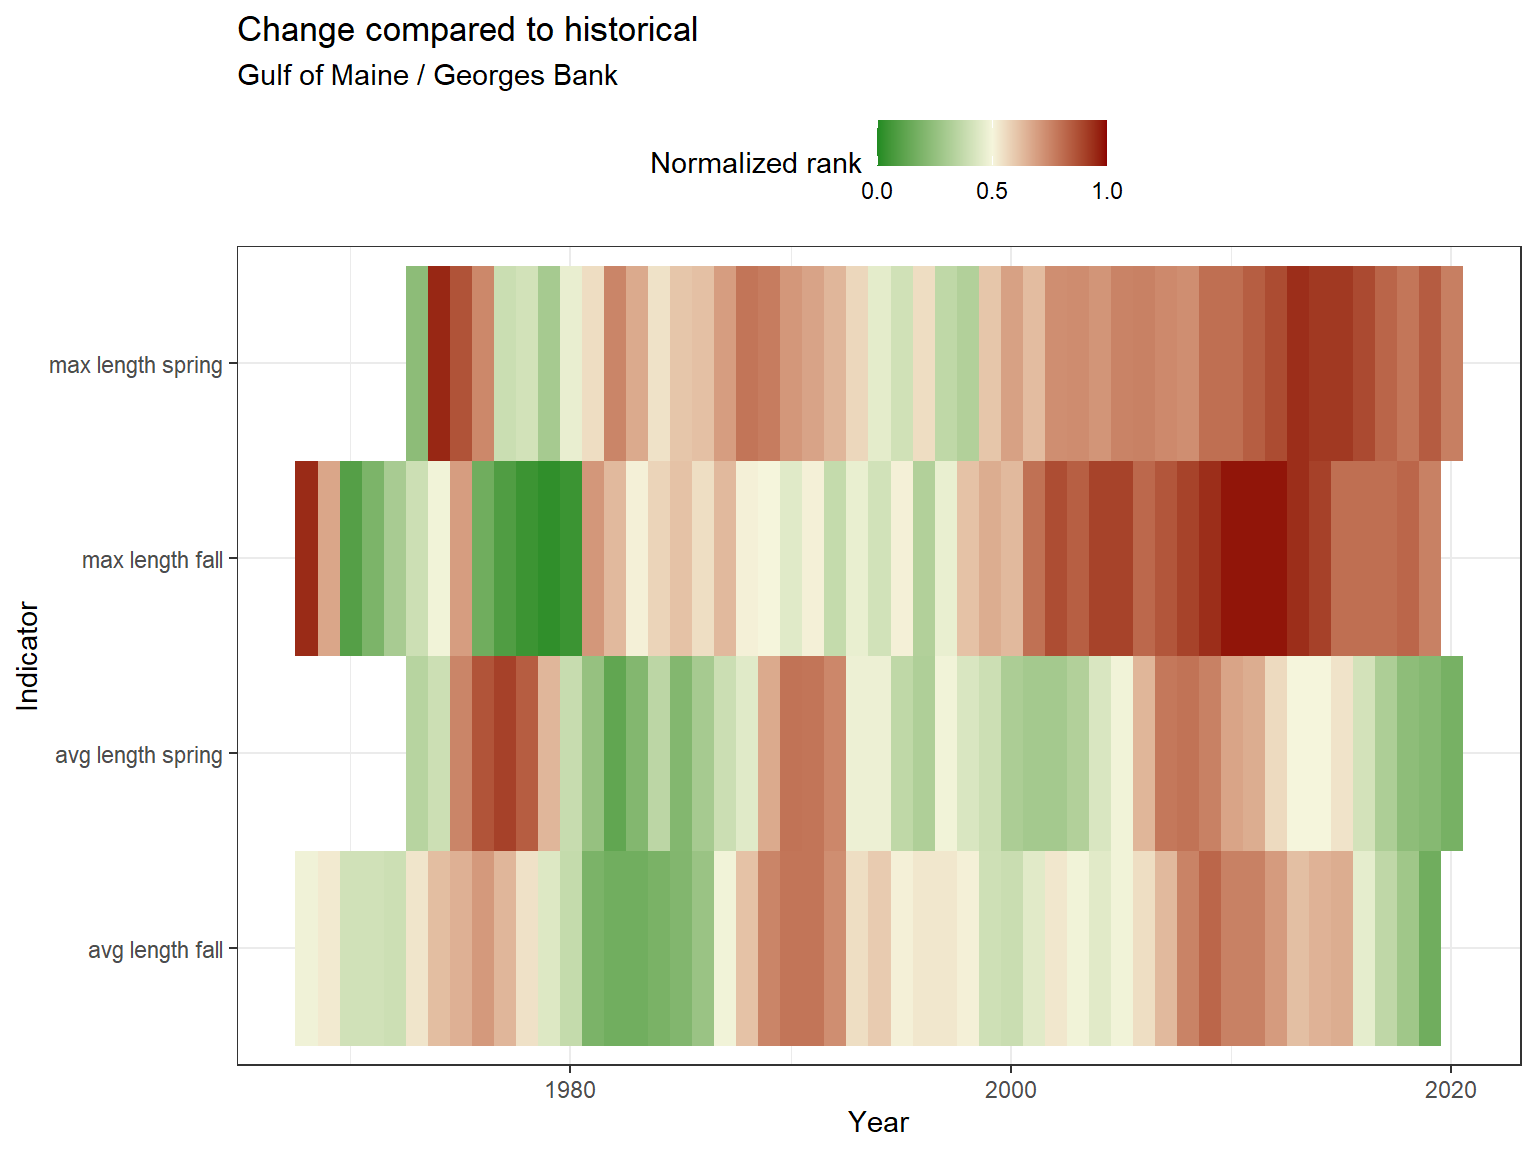 Change compared to historical
Gulf of Maine / Georges Bank
Normalized rank
0.0 0.5 1.0
max length spring
max length fall
avg length spring
avg length fall
Indicator
1980 2000 2020
Year